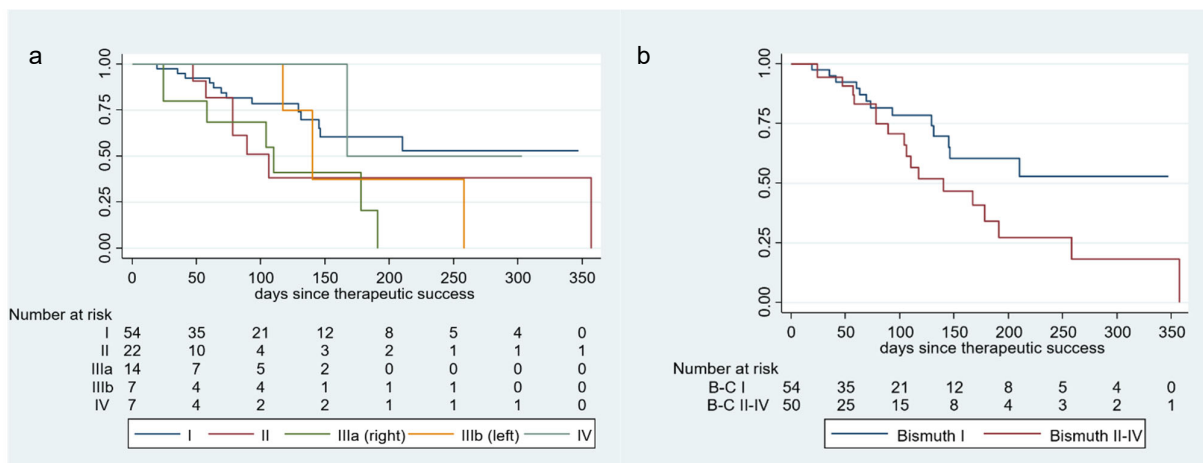 a
1.00
0.75
0.50
0.25
0.00
0 50 100 150 200 250 300 350
days since therapeutic success
Number at risk
I 54 35 21 12 8 5 4 0
II 22 10 4 3 2 1 1 1
IIIa 14 7 5 2 0 0 0 0
IIIb 7 4 4 1 1 1 0 0
IV 7 4 2 2 1 1 1 0
I II IIIa (right) IIIb (left) IV
b
1.00
0.75
0.50
0.25
0.00
0 50 100 150 200 250 300 350
days since therapeutic success
Number at risk
B-C I 54 35 21 12 8 5 4 0
B-C II-IV 50 25 15 8 4 3 2 1
Bismuth I Bismuth II-IV